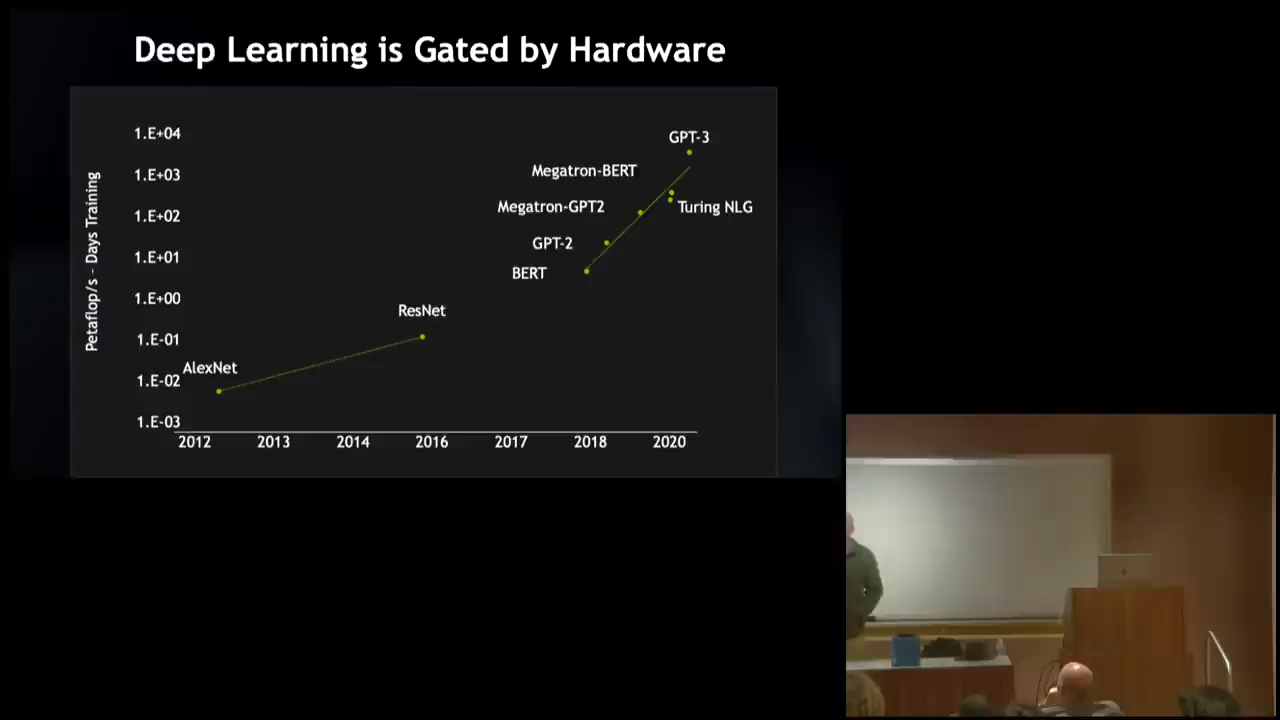 Deep Learning is Gated by Hardware
Petaflop/s - Days Training
1.E+04
1.E+03
1.E+02
1.E+01
1.E+00
1.E-01
1.E-02
1.E-03
GPT-3
Megatron-BERT
Megatron-GPT2
Turing NLG
GPT-2
BERT
ResNet
AlexNet
2012 2013 2014 2016 2017 2018 2020